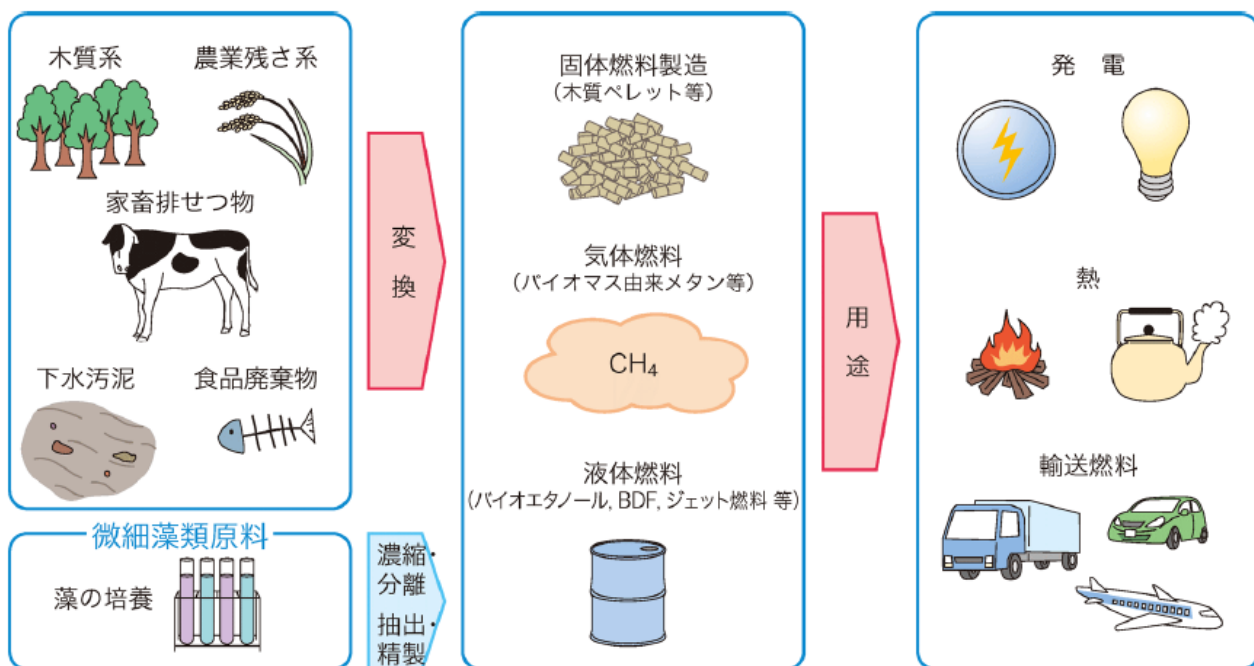 木質系
農業残さ系
家畜排せつ物
下水汚泥
食品廃棄物
微細藻類原料
藻の培養
変
換
濃縮・
分離
抽出・
精製
固体燃料製造
(木質ペレット等)
気体燃料
(バイオマス由来メタン等)
CH₄
液体燃料
(バイオエタノール, BDF, ジェット燃料 等)
用
途
発 電
熱
輸送燃料